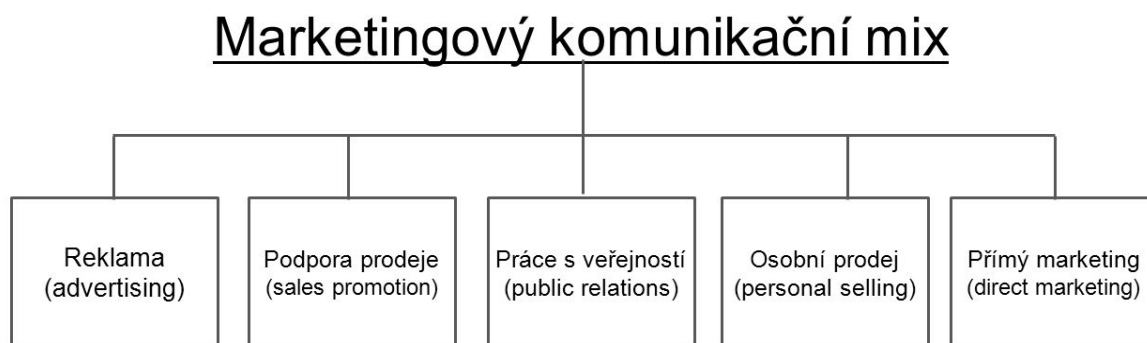 Marketingový komunikační mix
Reklama
(advertising)
Podpora prodeje
(sales promotion)
Práce s veřejností
(public relations)
Osobní prodej
(personal selling)
Přímý marketing
(direct marketing)